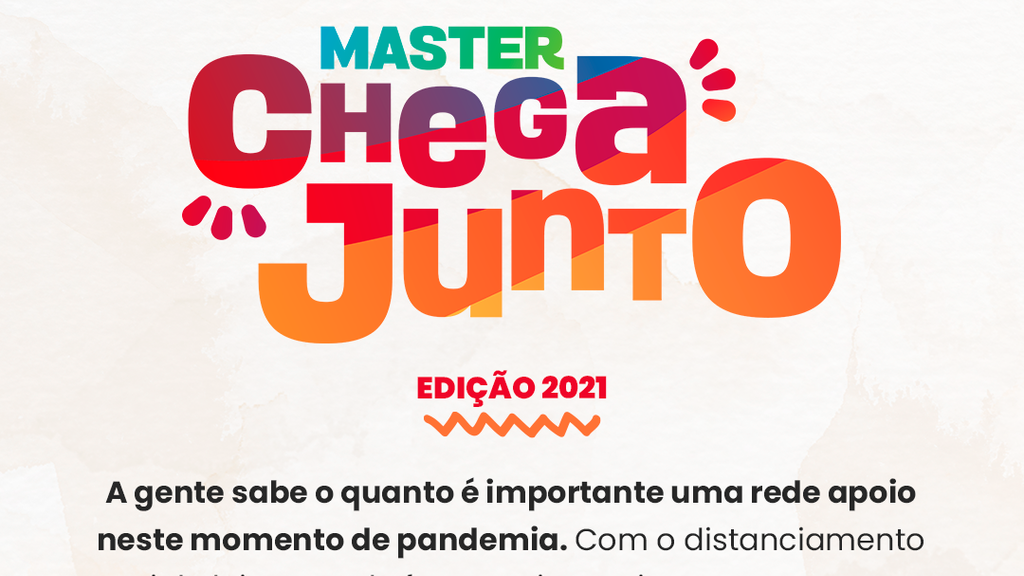 MASTER
CHeGa
JunTO
EDIÇÃO 2021
A gente sabe o quanto é importante uma rede apoio
neste momento de pandemia. Com o distanciamento